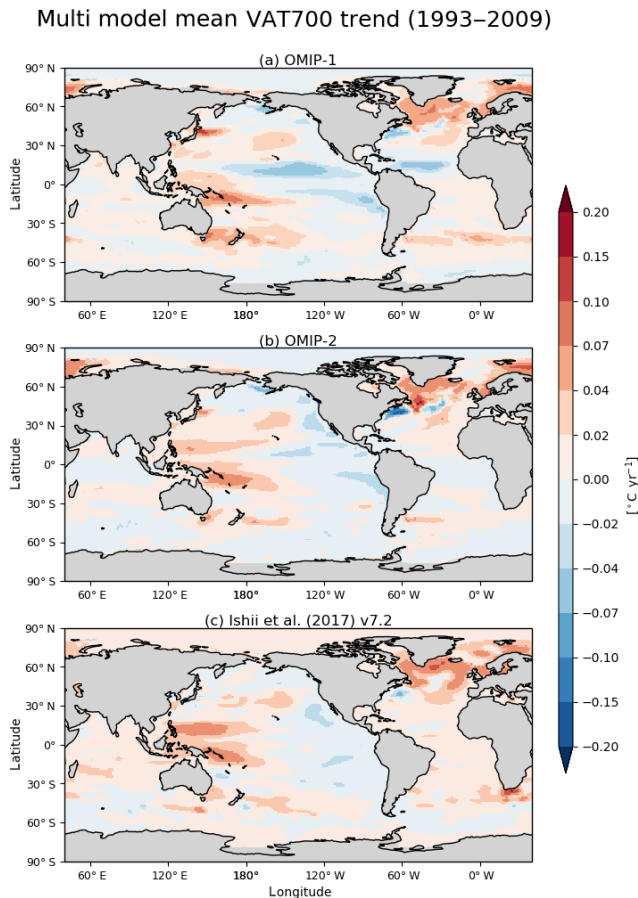 Multi model mean VAT700 trend (1993–2009)
(a) OMIP-1
90° N
60° N
30° N
0°
30° S
60° S
90° S
Latitude
60° E
120° E
180°
120° W
60° W
0° W
(b) OMIP-2
90° N
60° N
30° N
0°
30° S
60° S
90° S
Latitude
60° E
120° E
180°
120° W
60° W
0° W
(c) Ishii et al. (2017) v7.2
90° N
60° N
30° N
0°
30° S
60° S
90° S
Latitude
60° E
120° E
180°
120° W
60° W
0° W
Longitude
0.20
0.15
0.10
0.07
0.04
0.02
0.00
−0.02
−0.04
−0.07
−0.10
−0.15
−0.20
[°C yr⁻¹]